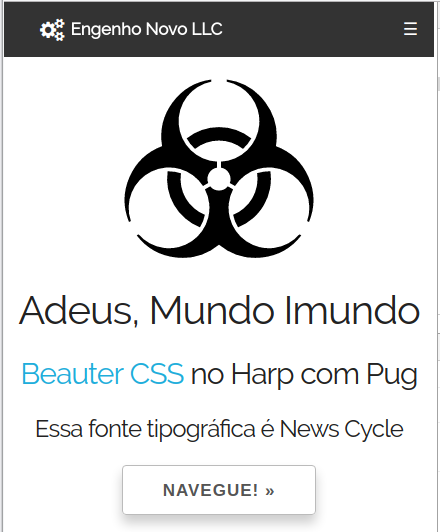 Engenho Novo LLC ☰
Adeus, Mundo Imundo
Beauter CSS no Harp com Pug
Essa fonte tipográfica é News Cycle
NAVEGUE! »